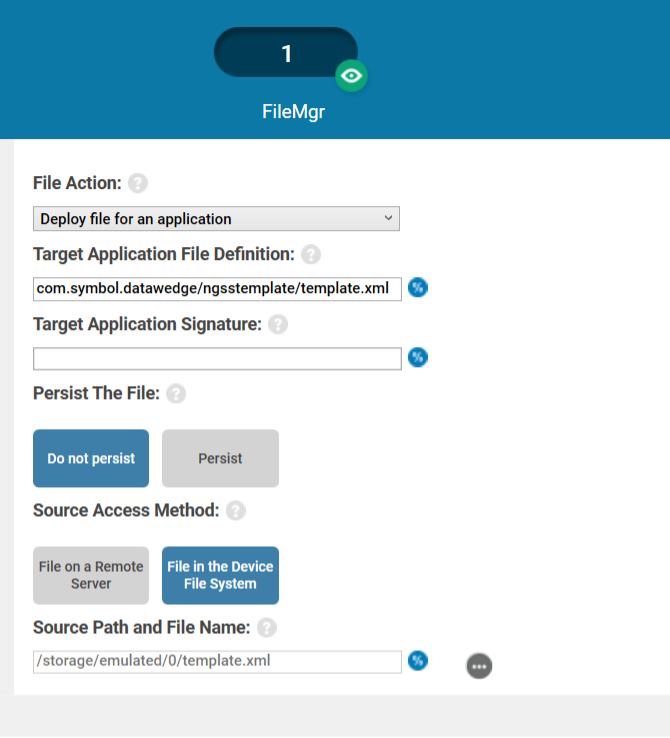 1
FileMgr
File Action: ?
Deploy file for an application
Target Application File Definition: ?
com.symbol.datawedge/ngsstemplate/template.xml
%
Target Application Signature: ?
%
Persist The File: ?
Do not persist
Persist
Source Access Method: ?
File on a Remote
Server
File in the Device
File System
Source Path and File Name: ?
/storage/emulated/0/template.xml
%